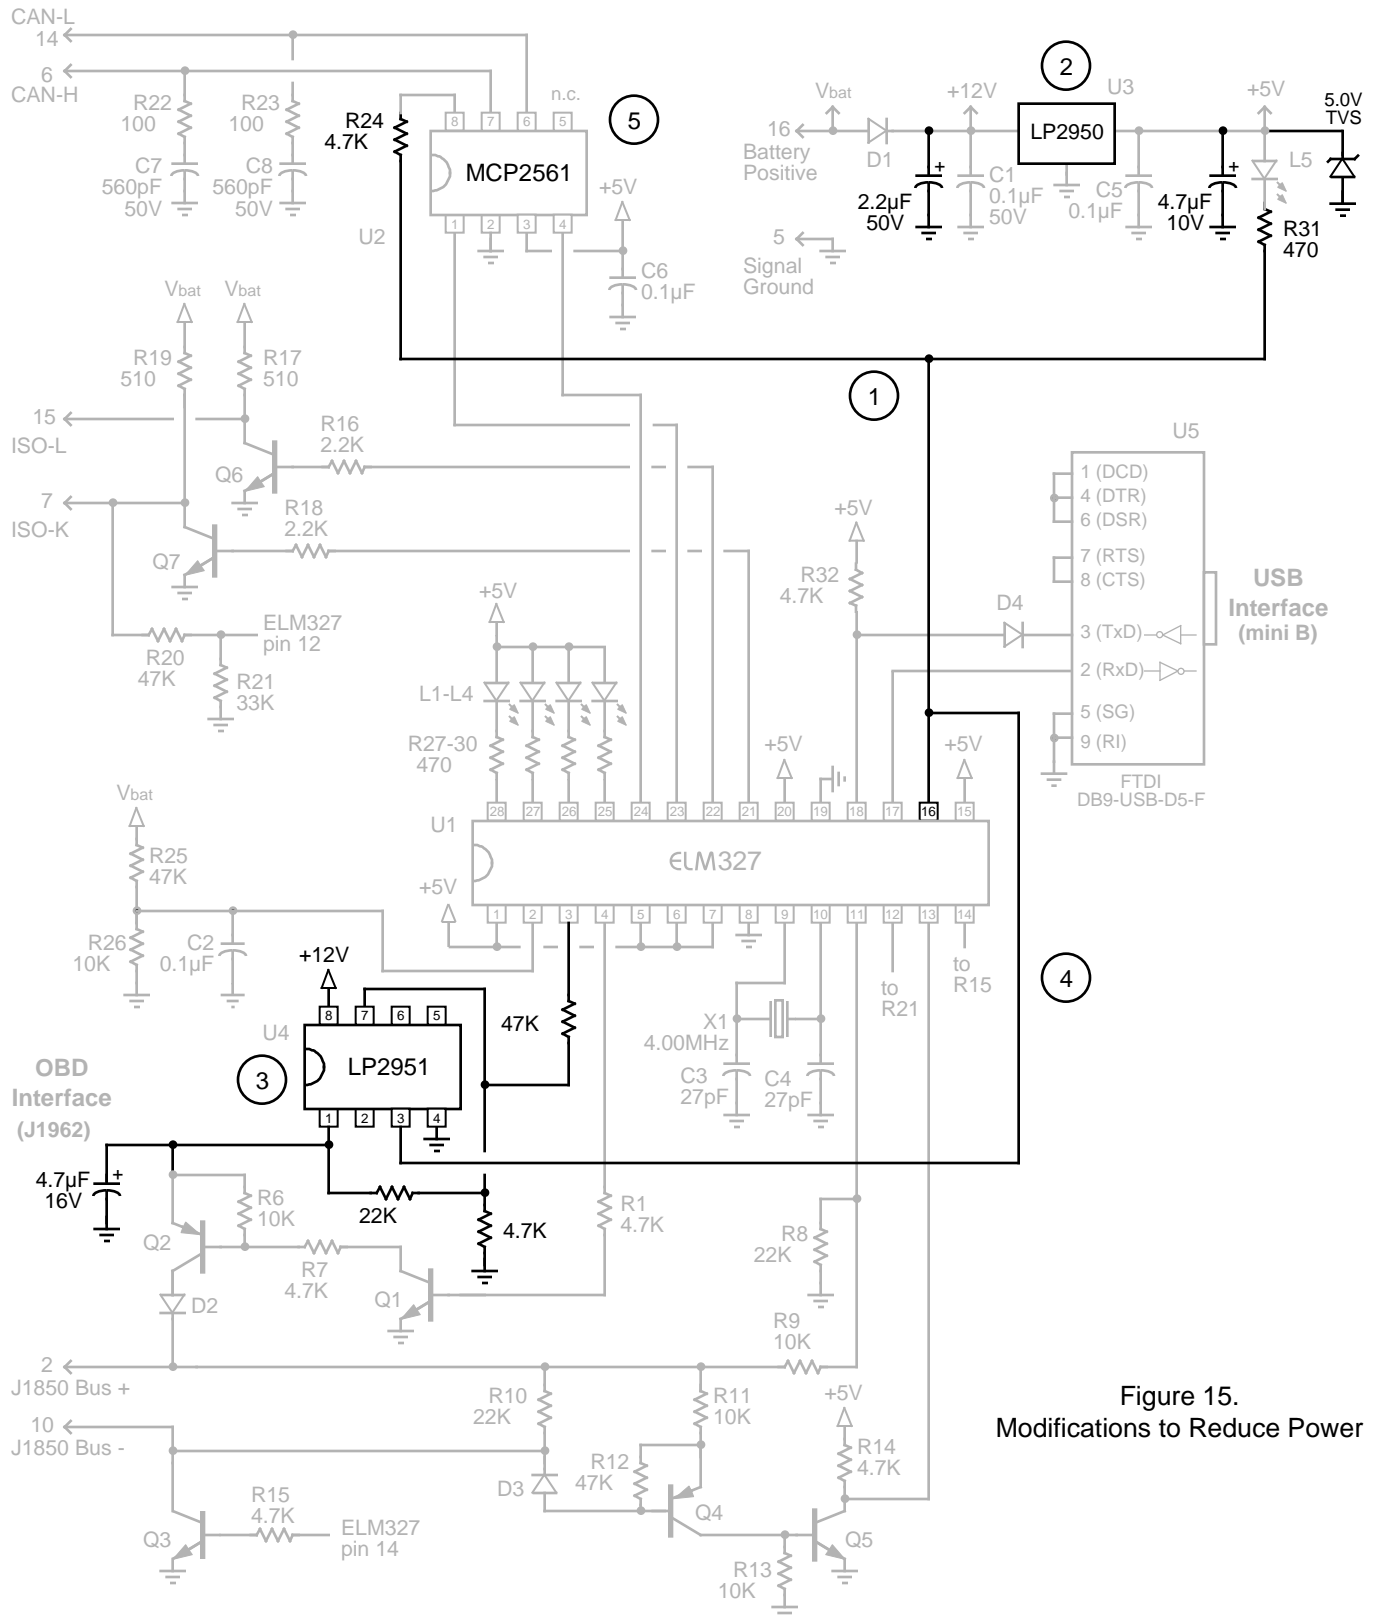 CAN-L
14
6
CAN-H
R22
100
R23
100
C7
560pF
50V
C8
560pF
50V
R24
4.7K
n.c.
8 7 6 5
MCP2561
1 2 3 4
U2
5
+5V
C6
0.1µF
2
Vbat
+12V
U3
+5V
5.0V
TVS
16
Battery
Positive
D1
LP2950
L5
2.2µF
50V
C1
0.1µF
50V
C5
0.1µF
4.7µF
10V
R31
470
5
Signal
Ground
Vbat
Vbat
R19
510
R17
510
1
15
ISO-L
R16
2.2K
Q6
7
ISO-K
R18
2.2K
Q7
ELM327
pin 12
R20
47K
R21
33K
U5
1 (DCD)
4 (DTR)
6 (DSR)
7 (RTS)
8 (CTS)
3 (TxD)
2 (RxD)
5 (SG)
9 (RI)
FTDI
DB9-USB-D5-F
USB
Interface
(mini B)
+5V
R32
4.7K
D4
+5V
L1-L4
R27-30
470
+5V
+5V
28 27 26 25 24 23 22 21 20 19 18 17 16 15
U1
ELM327
+5V
1 2 3 4 5 6 7 8 9 10 11 12 13 14
Vbat
R25
47K
R26
10K
C2
0.1µF
to
R21
to
R15
4
+12V
8 7 6 5
U4
LP2951
1 2 3 4
3
47K
X1
4.00MHz
C3
27pF
C4
27pF
OBD
Interface
(J1962)
4.7µF
16V
22K
4.7K
R6
10K
Q2
R7
4.7K
Q1
R1
4.7K
R8
22K
D2
R9
10K
2
J1850 Bus +
10
J1850 Bus -
R10
22K
R11
10K
+5V
R12
47K
D3
R14
4.7K
Q4
Q5
R15
4.7K
Q3
ELM327
pin 14
R13
10K
Figure 15.
Modifications to Reduce Power